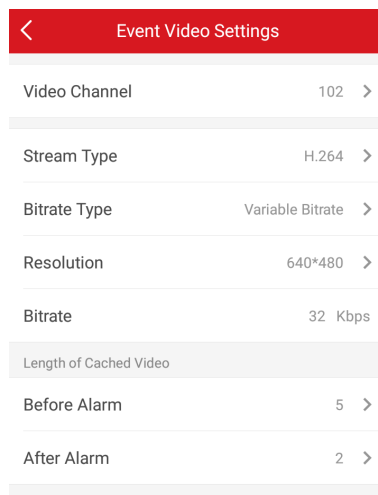 Event Video Settings
Video Channel 102
Stream Type H.264
Bitrate Type Variable Bitrate
Resolution 640*480
Bitrate 32 Kbps
Length of Cached Video
Before Alarm 5
After Alarm 2